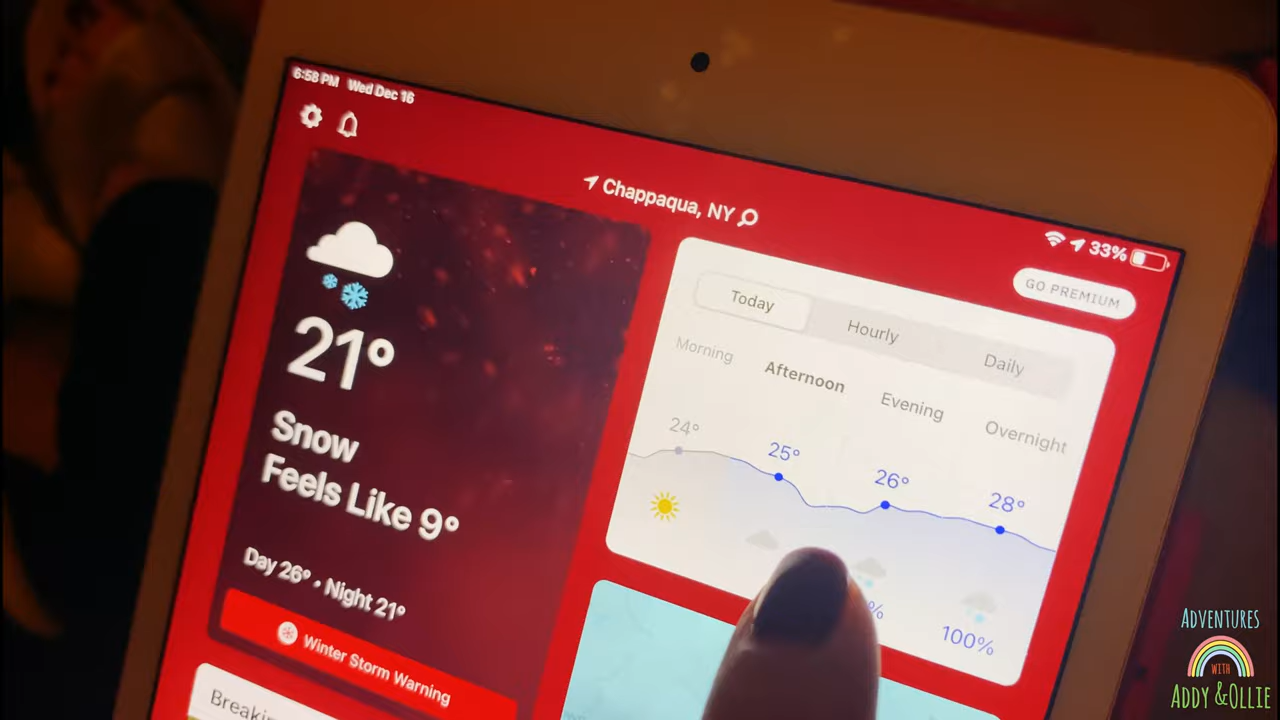 6:58 PM Wed Dec 16
33%
Chappaqua, NY
GO PREMIUM
21°
Snow
Feels Like 9°
Day 26° • Night 21°
Winter Storm Warning
Today Hourly Daily
Morning Afternoon Evening Overnight
24° 25° 26° 28°
% 100%
ADVENTURES
WITH
ADDY & OLLIE